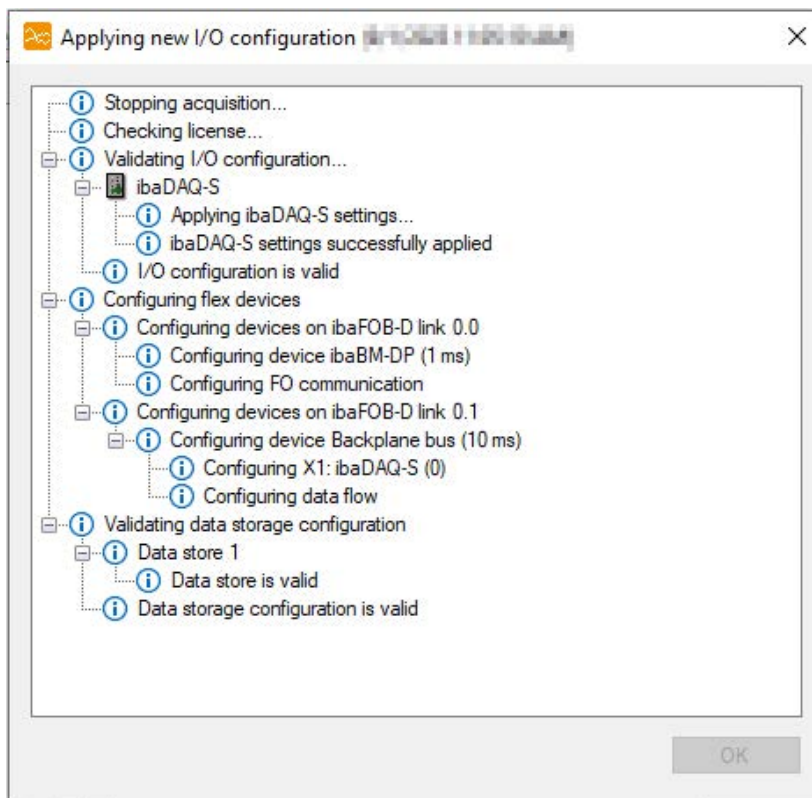 Applying new I/O configuration
Stopping acquisition...
Checking license...
Validating I/O configuration...
ibaDAQ-S
Applying ibaDAQ-S settings...
ibaDAQ-S settings successfully applied
I/O configuration is valid
Configuring flex devices
Configuring devices on ibaFOB-D link 0.0
Configuring device ibaBM-DP (1 ms)
Configuring FO communication
Configuring devices on ibaFOB-D link 0.1
Configuring device Backplane bus (10 ms)
Configuring X1: ibaDAQ-S (0)
Configuring data flow
Validating data storage configuration
Data store 1
Data store is valid
Data storage configuration is valid
OK